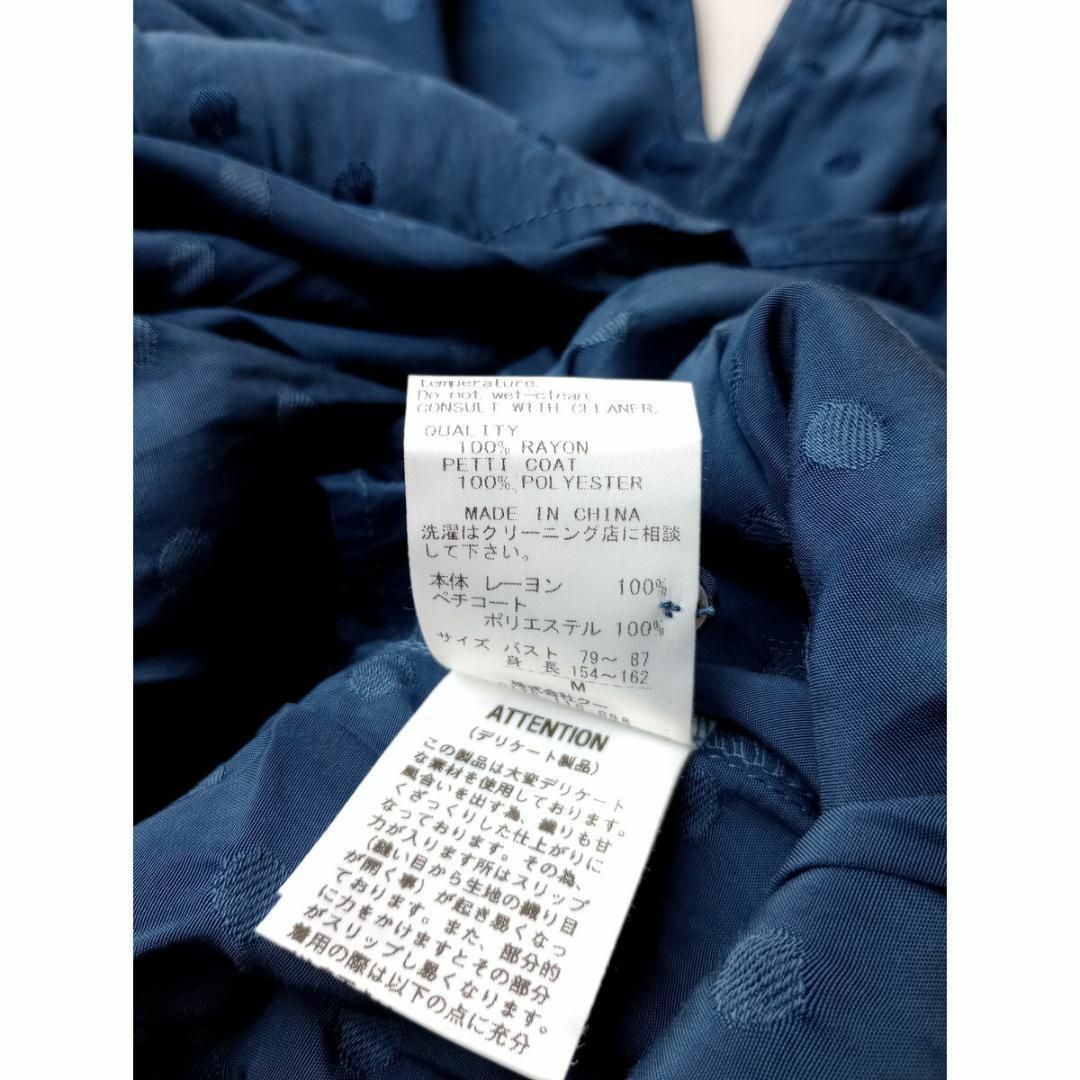 temperature.
Do not wet-clean.
CONSULT WITH CLEANER.
QUALITY
100% RAYON
PETTI COAT
100% POLYESTER
MADE IN CHINA
洗濯はクリーニング店に相談
して下さい。
本体 レーヨン 100%
ペチコート
ポリエステル 100%
サイズ バスト 79〜 87
身 長 154〜162
M
株式会社クー
ATTENTION
(デリケート製品)
この製品は大変デリケート
な素材を使用しております。
風合いを出す為、織りも甘
くざっくりした仕上がりに
なっております。その為、
力が入ります所はスリップ
(縫い目から生地の織り目
が開く事)が起き易くなっ
ております。また、部分的
に力をかけますとその部分
がスリップし易くなります。
着用の際は以下の点に充分